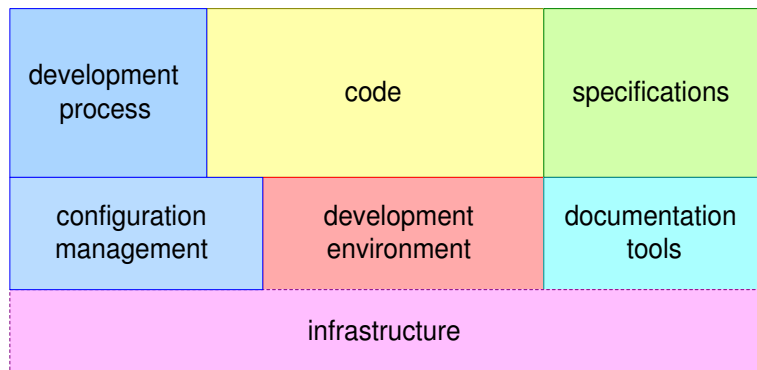 development
process
code
specifications
configuration
management
development
environment
documentation
tools
infrastructure